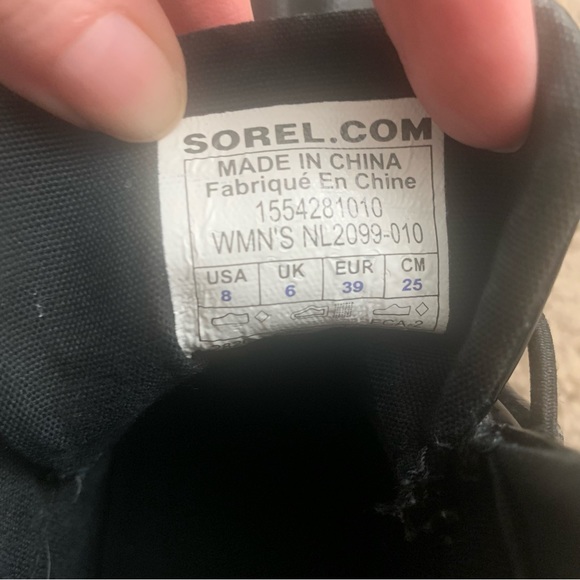 SOREL.COM
MADE IN CHINA
Fabriqué En Chine
1554281010
WMN'S NL2099-010
USA UK EUR CM
8 6 39 25